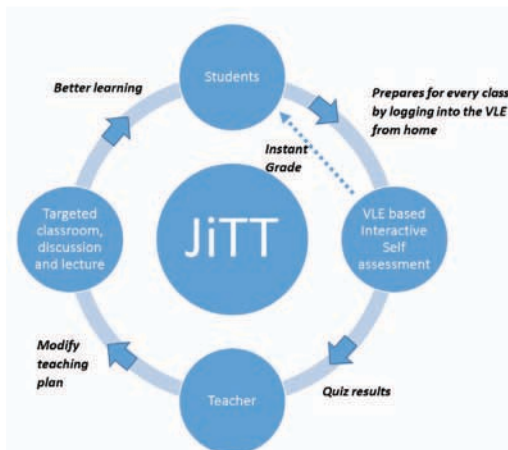 Students
Better learning
Prepares for every class
by logging into the VLE
from home
Instant
Grade
JiTT
Targeted
classroom,
discussion
and lecture
VLE based
Interactive
Self
assessment
Modify
teaching
plan
Teacher
Quiz results